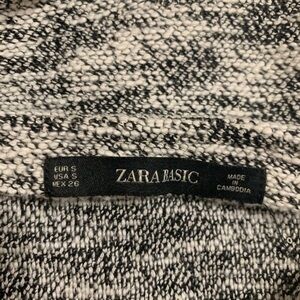 EUR S
USA S
MEX 26
ZARA BASIC
MADE
IN
CAMBODIA